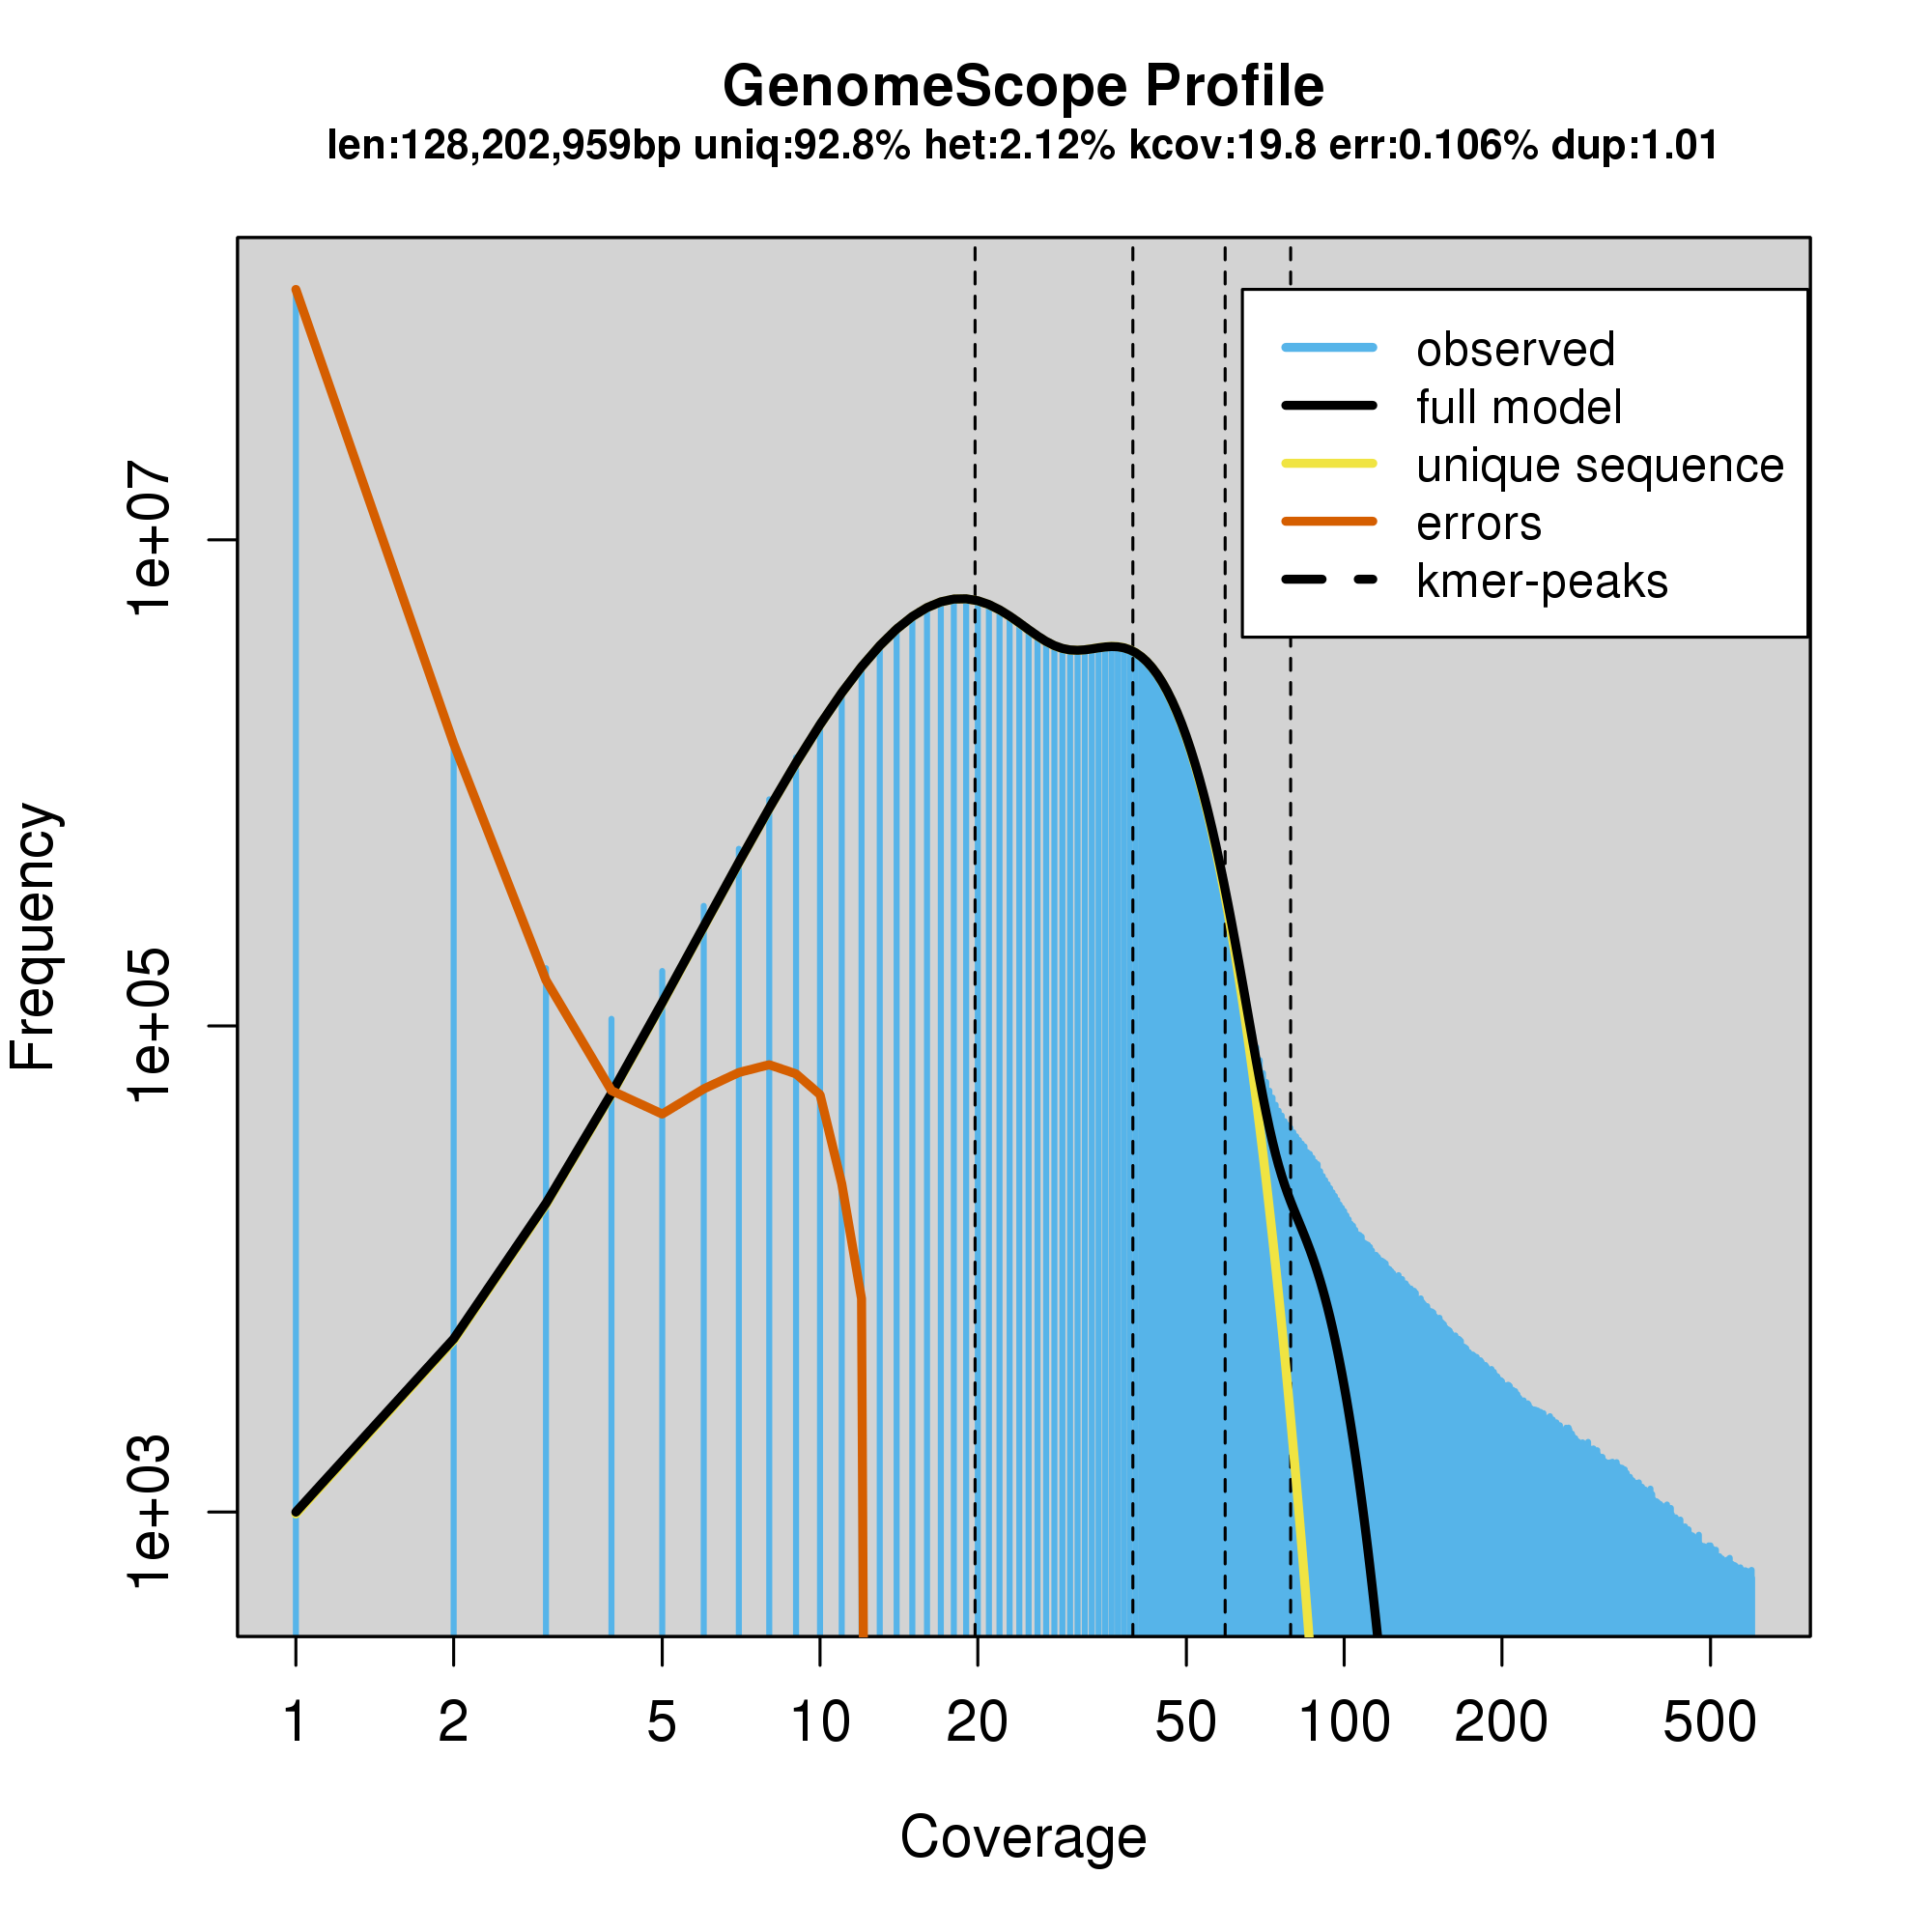 GenomeScope Profile
len:128,202,959bp uniq:92.8% het:2.12% kcov:19.8 err:0.106% dup:1.01
observed
full model
unique sequence
errors
kmer-peaks
Frequency
1e+07
1e+05
1e+03
1 2 5 10 20 50 100 200 500
Coverage